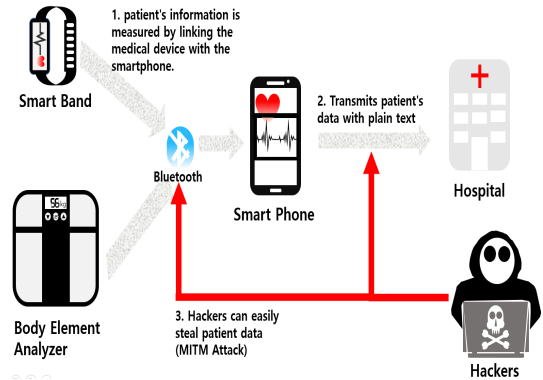 1. patient's information is
measured by linking the
medical device with the
smartphone.
Smart Band
2. Transmits patient's
data with plain text
Bluetooth
Smart Phone
Hospital
56kg
Body Element
Analyzer
3. Hackers can easily
steal patient data
(MITM Attack)
Hackers